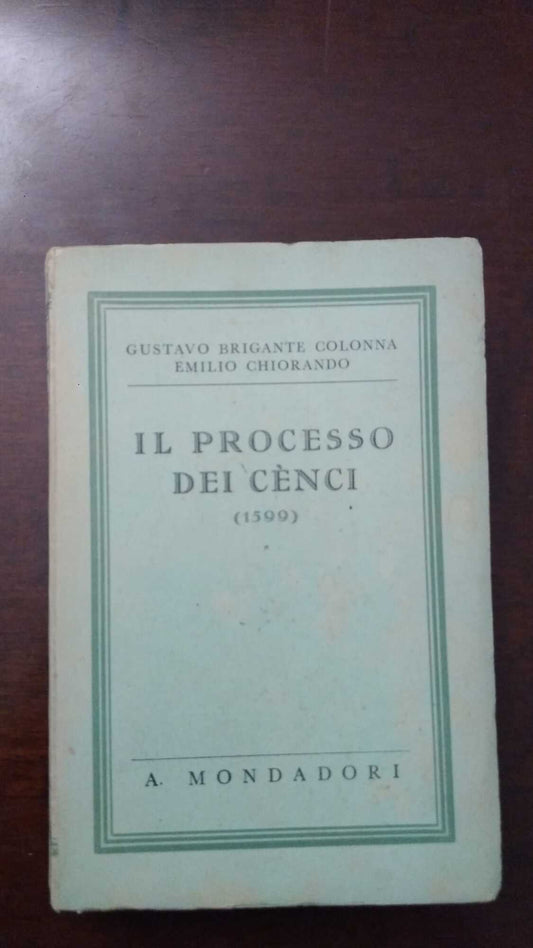 GUSTAVO BRIGANTE COLONNA
EMILIO CHIORANDO
IL PROCESSO
DEI CÈNCI
(1599)
A. MONDADORI